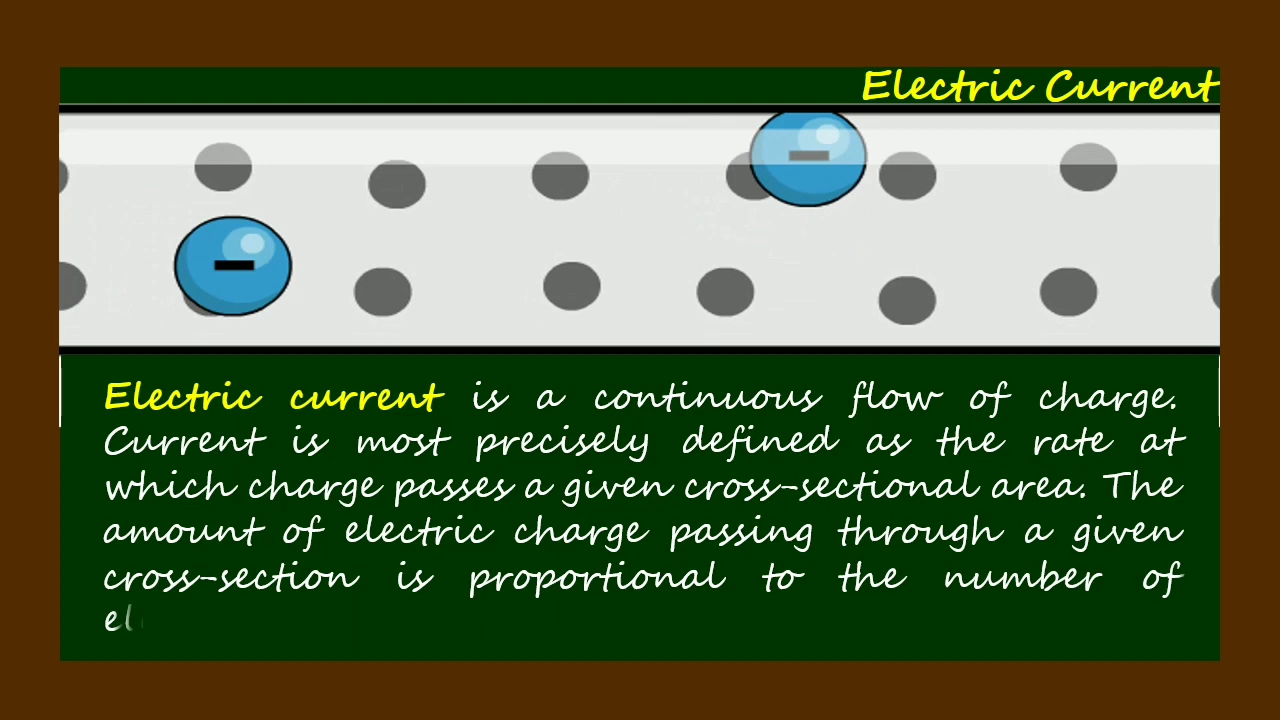 Electric Current
Electric current is a continuous flow of charge.
Current is most precisely defined as the rate at
which charge passes a given cross-sectional area. The
amount of electric charge passing through a given
cross-section is proportional to the number of
el